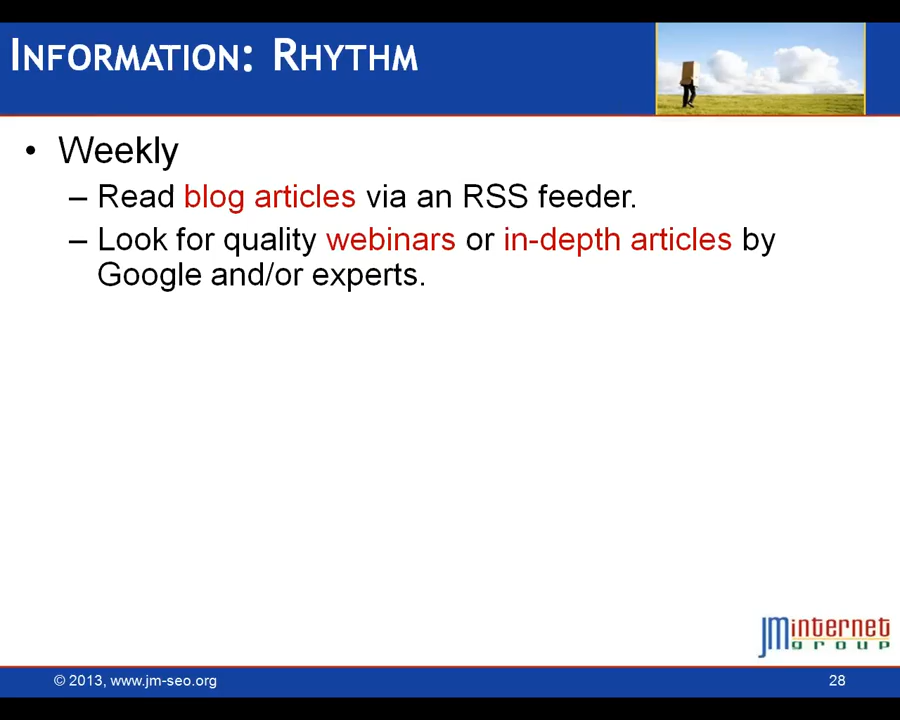 INFORMATION: RHYTHM
• Weekly
– Read blog articles via an RSS feeder.
– Look for quality webinars or in-depth articles by
Google and/or experts.
JMinternet
group
© 2013, www.jm-seo.org
28